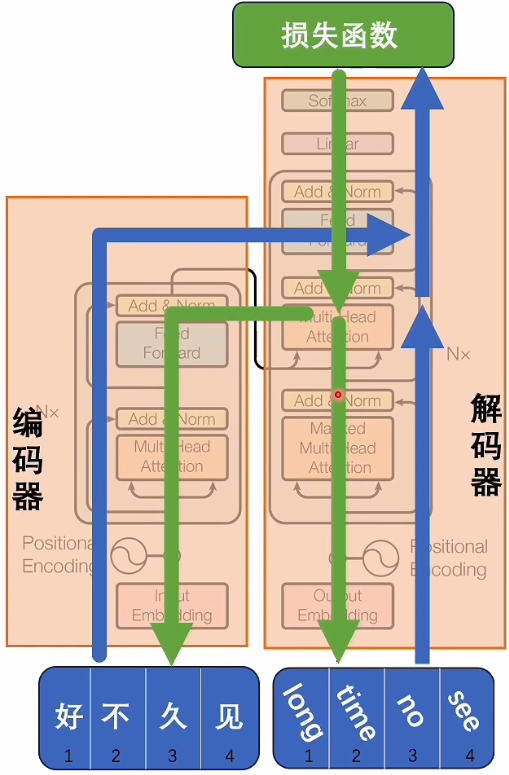 损失函数
Softmax
Linear
Add & Norm
Feed
Forward
Add & Norm
Multi-Head
Attention
N×
Add & Norm
Masked
Multi-Head
Attention
Positional
Encoding
Output
Embedding
解码器
Add & Norm
Feed
Forward
N×
Add & Norm
Multi-Head
Attention
Positional
Encoding
Input
Embedding
编码器
好 不 久 见
1 2 3 4
long time no see
1 2 3 4